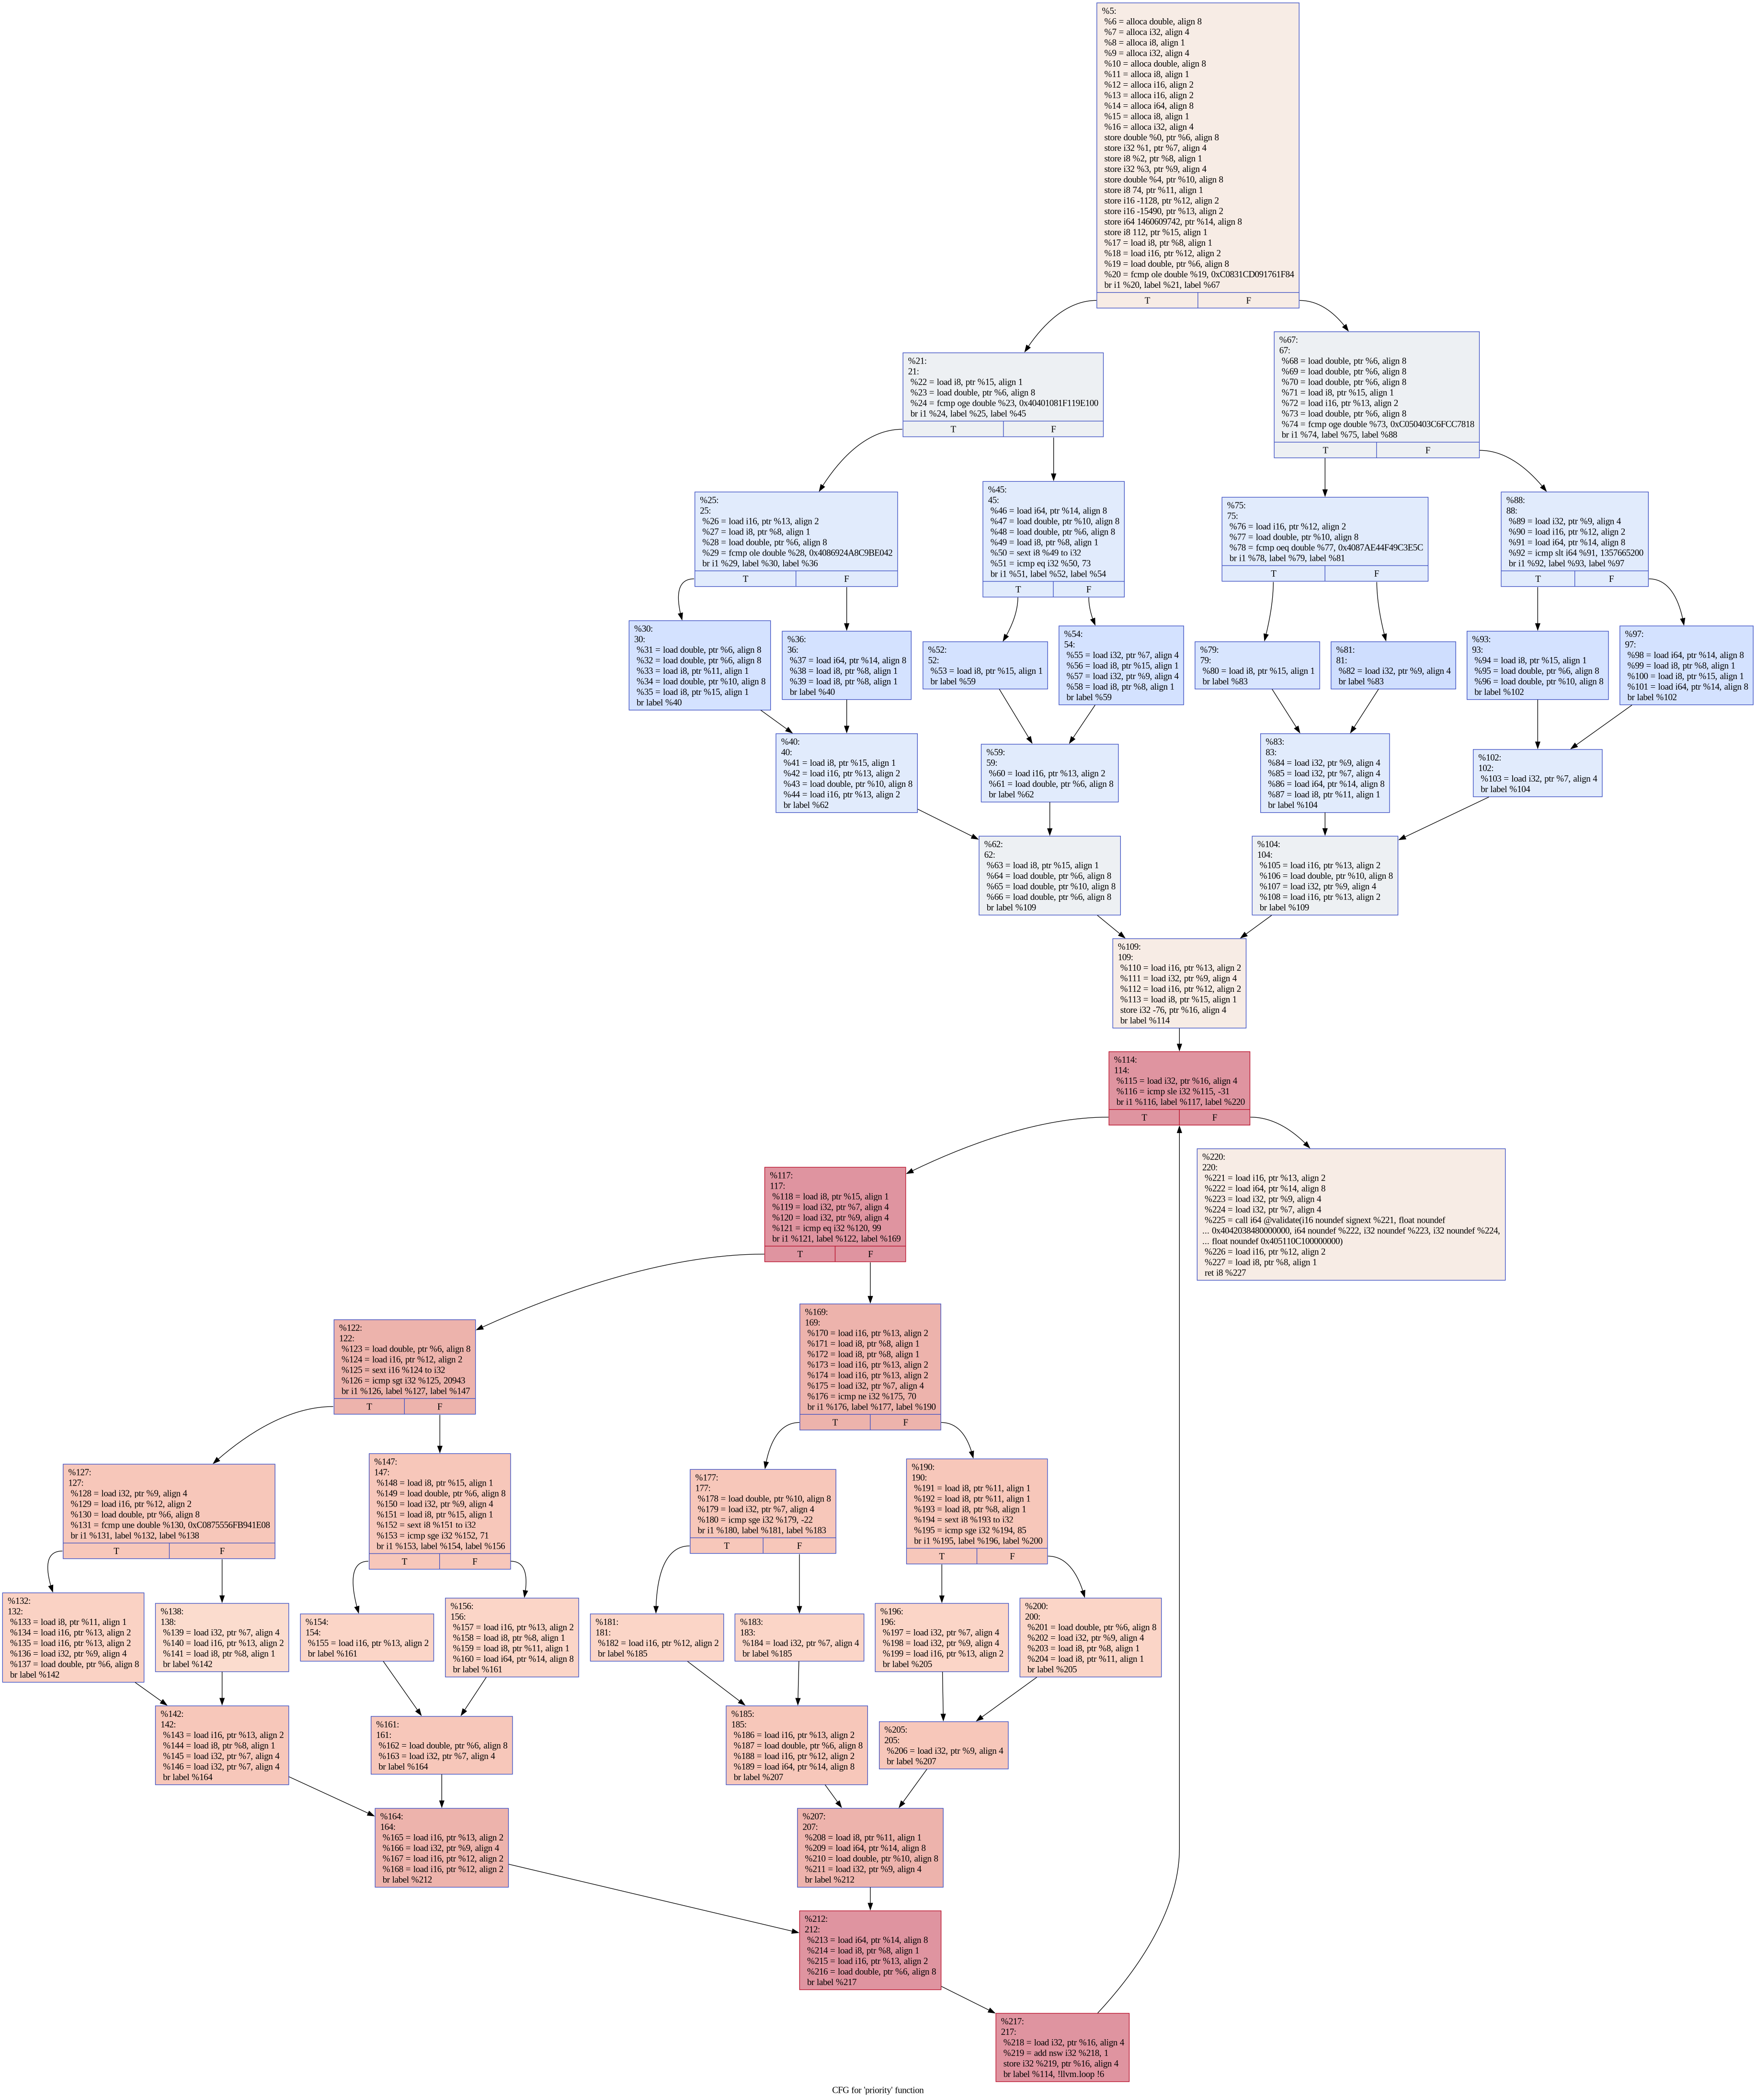 %5:
%6 = alloca double, align 8
%7 = alloca i32, align 4
%8 = alloca i8, align 1
%9 = alloca i32, align 4
%10 = alloca double, align 8
%11 = alloca i8, align 1
%12 = alloca i16, align 2
%13 = alloca i16, align 2
%14 = alloca i64, align 8
%15 = alloca i8, align 1
%16 = alloca i32, align 4
store double %0, ptr %6, align 8
store i32 %1, ptr %7, align 4
store i8 %2, ptr %8, align 1
store i32 %3, ptr %9, align 4
store double %4, ptr %10, align 8
store i8 74, ptr %11, align 1
store i16 -1128, ptr %12, align 2
store i16 -15490, ptr %13, align 2
store i64 1460609742, ptr %14, align 8
store i8 112, ptr %15, align 1
%17 = load i8, ptr %8, align 1
%18 = load i16, ptr %12, align 2
%19 = load double, ptr %6, align 8
%20 = fcmp ole double %19, 0xC0831CD091761F84
br i1 %20, label %21, label %67
T F
%21:
21:
%22 = load i8, ptr %15, align 1
%23 = load double, ptr %6, align 8
%24 = fcmp oge double %23, 0x40401081F119E100
br i1 %24, label %25, label %45
T F
%67:
67:
%68 = load double, ptr %6, align 8
%69 = load double, ptr %6, align 8
%70 = load double, ptr %6, align 8
%71 = load i8, ptr %15, align 1
%72 = load i16, ptr %13, align 2
%73 = load double, ptr %6, align 8
%74 = fcmp oge double %73, 0xC050403C6FCC7818
br i1 %74, label %75, label %88
T F
%25:
25:
%26 = load i16, ptr %13, align 2
%27 = load i8, ptr %8, align 1
%28 = load double, ptr %6, align 8
%29 = fcmp ole double %28, 0x4086924A8C9BE042
br i1 %29, label %30, label %36
T F
%45:
45:
%46 = load i64, ptr %14, align 8
%47 = load double, ptr %10, align 8
%48 = load double, ptr %6, align 8
%49 = load i8, ptr %8, align 1
%50 = sext i8 %49 to i32
%51 = icmp eq i32 %50, 73
br i1 %51, label %52, label %54
T F
%75:
75:
%76 = load i16, ptr %12, align 2
%77 = load double, ptr %10, align 8
%78 = fcmp oeq double %77, 0x4087AE44F49C3E5C
br i1 %78, label %79, label %81
T F
%88:
88:
%89 = load i32, ptr %9, align 4
%90 = load i16, ptr %12, align 2
%91 = load i64, ptr %14, align 8
%92 = icmp slt i64 %91, 1357665200
br i1 %92, label %93, label %97
T F
%30:
30:
%31 = load double, ptr %6, align 8
%32 = load double, ptr %6, align 8
%33 = load i8, ptr %11, align 1
%34 = load double, ptr %10, align 8
%35 = load i8, ptr %15, align 1
br label %40
%36:
36:
%37 = load i64, ptr %14, align 8
%38 = load i8, ptr %8, align 1
%39 = load i8, ptr %8, align 1
br label %40
%52:
52:
%53 = load i8, ptr %15, align 1
br label %59
%54:
54:
%55 = load i32, ptr %7, align 4
%56 = load i8, ptr %15, align 1
%57 = load i32, ptr %9, align 4
%58 = load i8, ptr %8, align 1
br label %59
%79:
79:
%80 = load i8, ptr %15, align 1
br label %83
%81:
81:
%82 = load i32, ptr %9, align 4
br label %83
%93:
93:
%94 = load i8, ptr %15, align 1
%95 = load double, ptr %6, align 8
%96 = load double, ptr %10, align 8
br label %102
%97:
97:
%98 = load i64, ptr %14, align 8
%99 = load i8, ptr %8, align 1
%100 = load i8, ptr %15, align 1
%101 = load i64, ptr %14, align 8
br label %102
%40:
40:
%41 = load i8, ptr %15, align 1
%42 = load i16, ptr %13, align 2
%43 = load double, ptr %10, align 8
%44 = load i16, ptr %13, align 2
br label %62
%59:
59:
%60 = load i16, ptr %13, align 2
%61 = load double, ptr %6, align 8
br label %62
%83:
83:
%84 = load i32, ptr %9, align 4
%85 = load i32, ptr %7, align 4
%86 = load i64, ptr %14, align 8
%87 = load i8, ptr %11, align 1
br label %104
%102:
102:
%103 = load i32, ptr %7, align 4
br label %104
%62:
62:
%63 = load i8, ptr %15, align 1
%64 = load double, ptr %6, align 8
%65 = load double, ptr %10, align 8
%66 = load double, ptr %6, align 8
br label %109
%104:
104:
%105 = load i16, ptr %13, align 2
%106 = load double, ptr %10, align 8
%107 = load i32, ptr %9, align 4
%108 = load i16, ptr %13, align 2
br label %109
%109:
109:
%110 = load i16, ptr %13, align 2
%111 = load i32, ptr %9, align 4
%112 = load i16, ptr %12, align 2
%113 = load i8, ptr %15, align 1
store i32 -76, ptr %16, align 4
br label %114
%114:
114:
%115 = load i32, ptr %16, align 4
%116 = icmp sle i32 %115, -31
br i1 %116, label %117, label %220
T F
%117:
117:
%118 = load i8, ptr %15, align 1
%119 = load i32, ptr %7, align 4
%120 = load i32, ptr %9, align 4
%121 = icmp eq i32 %120, 99
br i1 %121, label %122, label %169
T F
%220:
220:
%221 = load i16, ptr %13, align 2
%222 = load i64, ptr %14, align 8
%223 = load i32, ptr %9, align 4
%224 = load i32, ptr %7, align 4
%225 = call i64 @validate(i16 noundef signext %221, float noundef
... 0x4042038480000000, i64 noundef %222, i32 noundef %223, i32 noundef %224,
... float noundef 0x405110C100000000)
%226 = load i16, ptr %12, align 2
%227 = load i8, ptr %8, align 1
ret i8 %227
%122:
122:
%123 = load double, ptr %6, align 8
%124 = load i16, ptr %12, align 2
%125 = sext i16 %124 to i32
%126 = icmp sgt i32 %125, 20943
br i1 %126, label %127, label %147
T F
%169:
169:
%170 = load i16, ptr %13, align 2
%171 = load i8, ptr %8, align 1
%172 = load i8, ptr %8, align 1
%173 = load i16, ptr %13, align 2
%174 = load i16, ptr %13, align 2
%175 = load i32, ptr %7, align 4
%176 = icmp ne i32 %175, 70
br i1 %176, label %177, label %190
T F
%127:
127:
%128 = load i32, ptr %9, align 4
%129 = load i16, ptr %12, align 2
%130 = load double, ptr %6, align 8
%131 = fcmp une double %130, 0xC0875556FB941E08
br i1 %131, label %132, label %138
T F
%147:
147:
%148 = load i8, ptr %15, align 1
%149 = load double, ptr %6, align 8
%150 = load i32, ptr %9, align 4
%151 = load i8, ptr %15, align 1
%152 = sext i8 %151 to i32
%153 = icmp sge i32 %152, 71
br i1 %153, label %154, label %156
T F
%177:
177:
%178 = load double, ptr %10, align 8
%179 = load i32, ptr %7, align 4
%180 = icmp sge i32 %179, -22
br i1 %180, label %181, label %183
T F
%190:
190:
%191 = load i8, ptr %11, align 1
%192 = load i8, ptr %11, align 1
%193 = load i8, ptr %8, align 1
%194 = sext i8 %193 to i32
%195 = icmp sge i32 %194, 85
br i1 %195, label %196, label %200
T F
%132:
132:
%133 = load i8, ptr %11, align 1
%134 = load i16, ptr %13, align 2
%135 = load i16, ptr %13, align 2
%136 = load i32, ptr %9, align 4
%137 = load double, ptr %6, align 8
br label %142
%138:
138:
%139 = load i32, ptr %7, align 4
%140 = load i16, ptr %13, align 2
%141 = load i8, ptr %8, align 1
br label %142
%154:
154:
%155 = load i16, ptr %13, align 2
br label %161
%156:
156:
%157 = load i16, ptr %13, align 2
%158 = load i8, ptr %8, align 1
%159 = load i8, ptr %11, align 1
%160 = load i64, ptr %14, align 8
br label %161
%181:
181:
%182 = load i16, ptr %12, align 2
br label %185
%183:
183:
%184 = load i32, ptr %7, align 4
br label %185
%196:
196:
%197 = load i32, ptr %7, align 4
%198 = load i32, ptr %9, align 4
%199 = load i16, ptr %13, align 2
br label %205
%200:
200:
%201 = load double, ptr %6, align 8
%202 = load i32, ptr %9, align 4
%203 = load i8, ptr %8, align 1
%204 = load i8, ptr %11, align 1
br label %205
%142:
142:
%143 = load i16, ptr %13, align 2
%144 = load i8, ptr %8, align 1
%145 = load i32, ptr %7, align 4
%146 = load i32, ptr %7, align 4
br label %164
%161:
161:
%162 = load double, ptr %6, align 8
%163 = load i32, ptr %7, align 4
br label %164
%185:
185:
%186 = load i16, ptr %13, align 2
%187 = load double, ptr %6, align 8
%188 = load i16, ptr %12, align 2
%189 = load i64, ptr %14, align 8
br label %207
%205:
205:
%206 = load i32, ptr %9, align 4
br label %207
%164:
164:
%165 = load i16, ptr %13, align 2
%166 = load i32, ptr %9, align 4
%167 = load i16, ptr %12, align 2
%168 = load i16, ptr %12, align 2
br label %212
%207:
207:
%208 = load i8, ptr %11, align 1
%209 = load i64, ptr %14, align 8
%210 = load double, ptr %10, align 8
%211 = load i32, ptr %9, align 4
br label %212
%212:
212:
%213 = load i64, ptr %14, align 8
%214 = load i8, ptr %8, align 1
%215 = load i16, ptr %13, align 2
%216 = load double, ptr %6, align 8
br label %217
%217:
217:
%218 = load i32, ptr %16, align 4
%219 = add nsw i32 %218, 1
store i32 %219, ptr %16, align 4
br label %114, !llvm.loop !6
CFG for 'priority' function